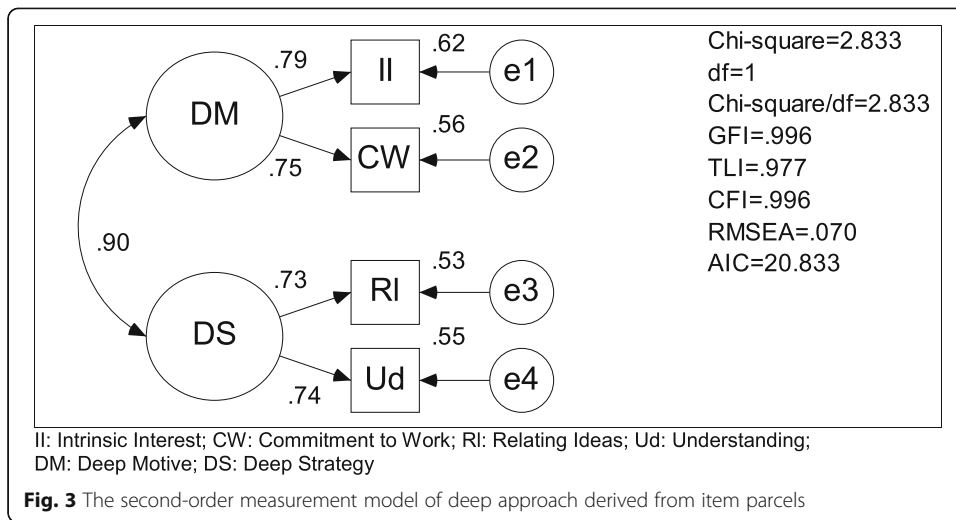 .79
.62
II
e1
DM
.56
.75
CW
e2
.90
.53
.73
RI
e3
DS
.55
.74
Ud
e4
Chi-square=2.833
df=1
Chi-square/df=2.833
GFI=.996
TLI=.977
CFI=.996
RMSEA=.070
AIC=20.833
II: Intrinsic Interest; CW: Commitment to Work; RI: Relating Ideas; Ud: Understanding;
DM: Deep Motive; DS: Deep Strategy
Fig. 3 The second-order measurement model of deep approach derived from item parcels